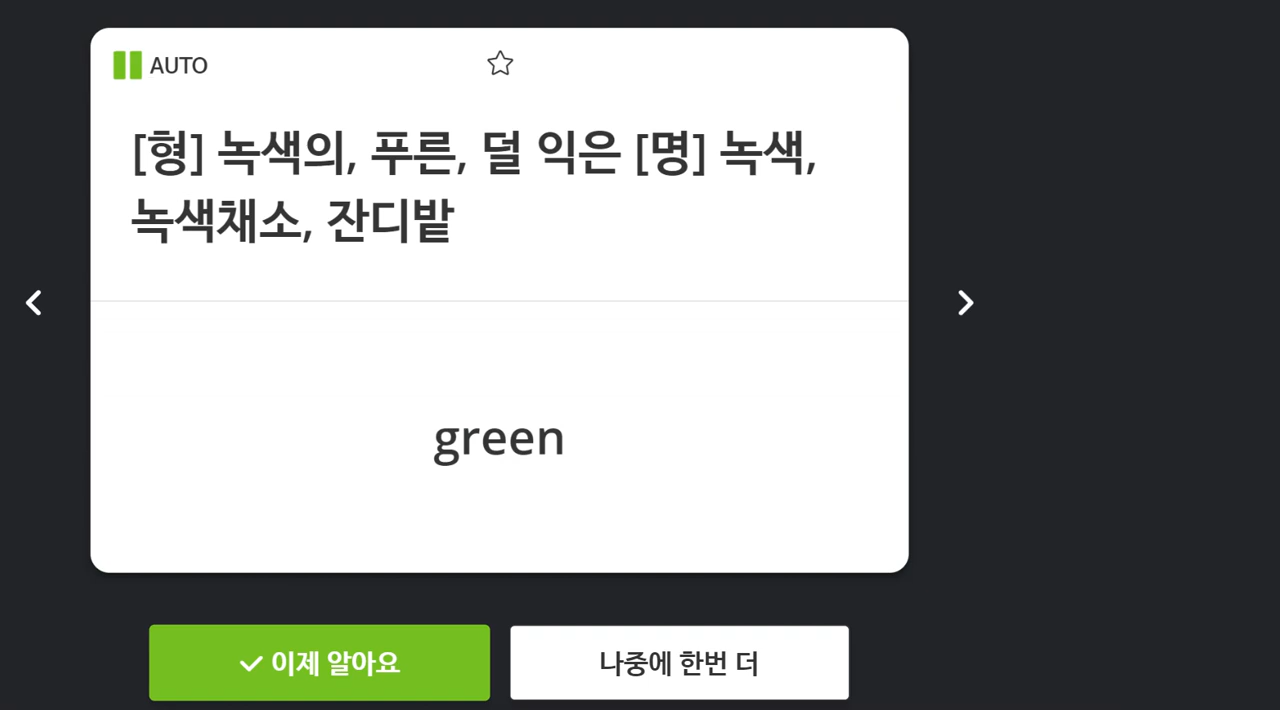 AUTO
[형] 녹색의, 푸른, 덜 익은 [명] 녹색,
녹색채소, 잔디밭
green
이제 알아요
나중에 한번 더